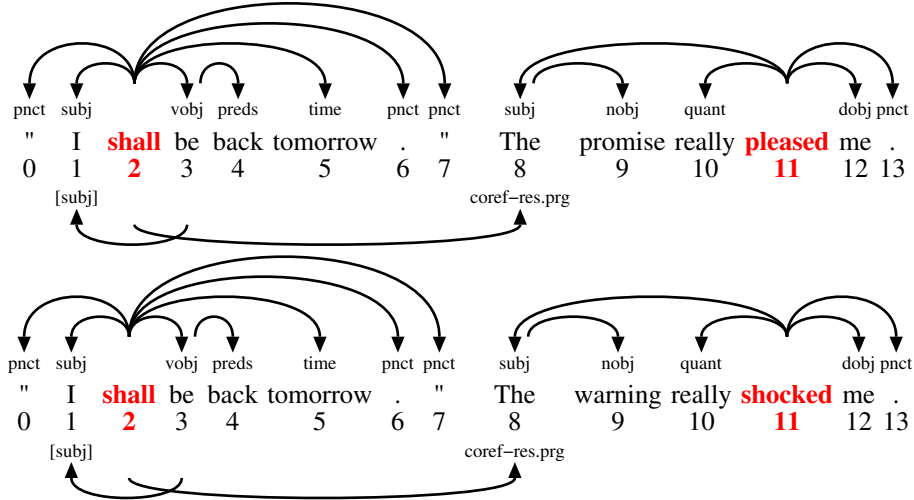 pnct subj vobj preds time pnct pnct subj nobj quant dobj pnct
" I shall be back tomorrow . " The promise really pleased me .
0 1 2 3 4 5 6 7 8 9 10 11 12 13
[subj] coref−res.prg
pnct subj vobj preds time pnct pnct subj nobj quant dobj pnct
" I shall be back tomorrow . " The warning really shocked me .
0 1 2 3 4 5 6 7 8 9 10 11 12 13
[subj] coref−res.prg